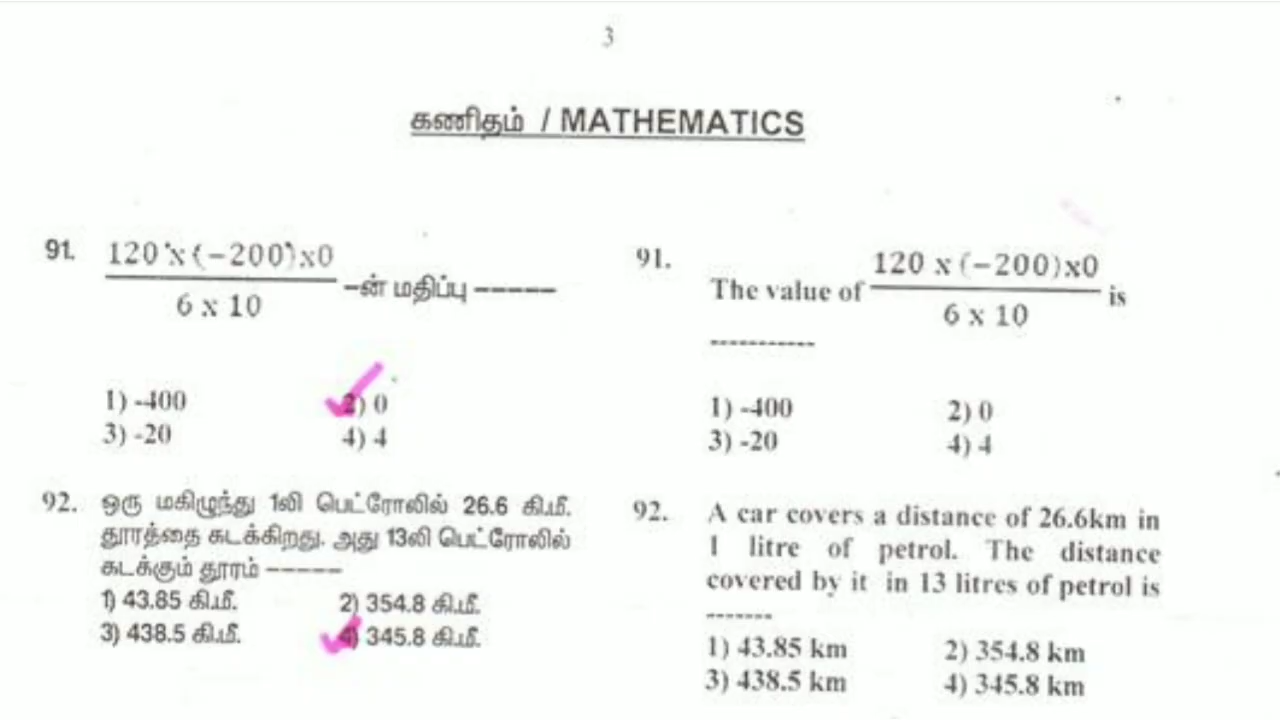 3
கணிதம் / MATHEMATICS
91. 120 x (-200)x0
-ன் மதிப்பு -----
6 x 10
1) -400 2) 0
3) -20 4) 4
92. ஒரு மகிழுந்து 1லி பெட்ரோலில் 26.6 கி.மீ.
தூரத்தை கடக்கிறது. அது 13லி பெட்ரோலில்
கடக்கும் தூரம் -----
1) 43.85 கி.மீ. 2) 354.8 கி.மீ.
3) 438.5 கி.மீ. 4) 345.8 கி.மீ.
91. 120 x (-200)x0
The value of is
6 x 10
-----------
1) -400 2) 0
3) -20 4) 4
92. A car covers a distance of 26.6km in
1 litre of petrol. The distance
covered by it in 13 litres of petrol is
-------
1) 43.85 km 2) 354.8 km
3) 438.5 km 4) 345.8 km